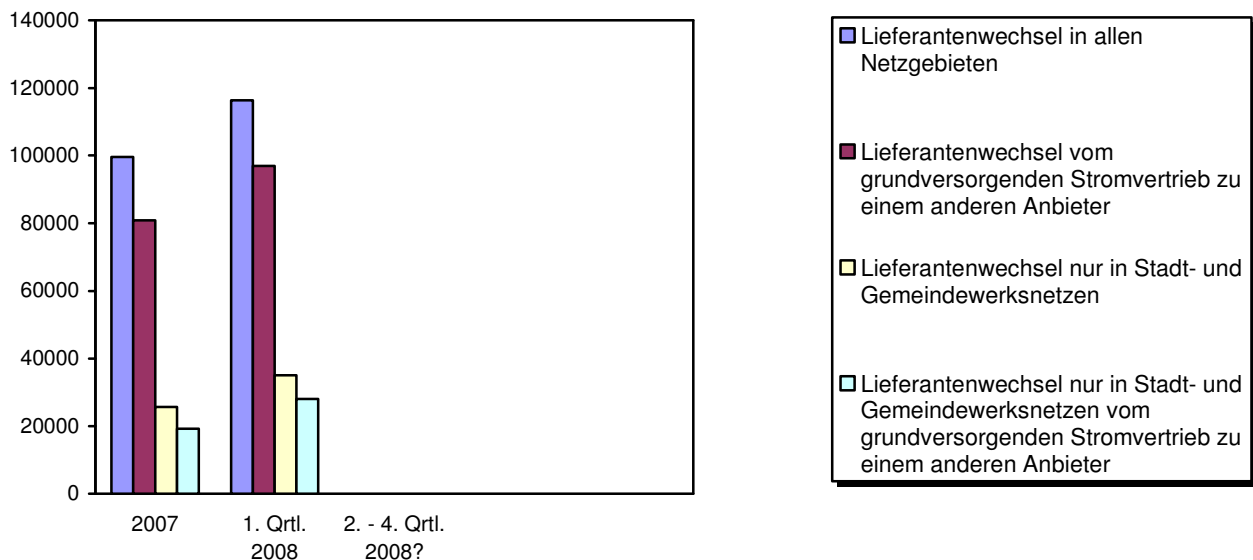 140000
120000
100000
80000
60000
40000
20000
0
2007
1. Qrtl.
2008
2. - 4. Qrtl.
2008?
Lieferantenwechsel in allen
Netzgebieten
Lieferantenwechsel vom
grundversorgenden Stromvertrieb zu
einem anderen Anbieter
Lieferantenwechsel nur in Stadt- und
Gemeindewerksnetzen
Lieferantenwechsel nur in Stadt- und
Gemeindewerksnetzen vom
grundversorgenden Stromvertrieb zu
einem anderen Anbieter